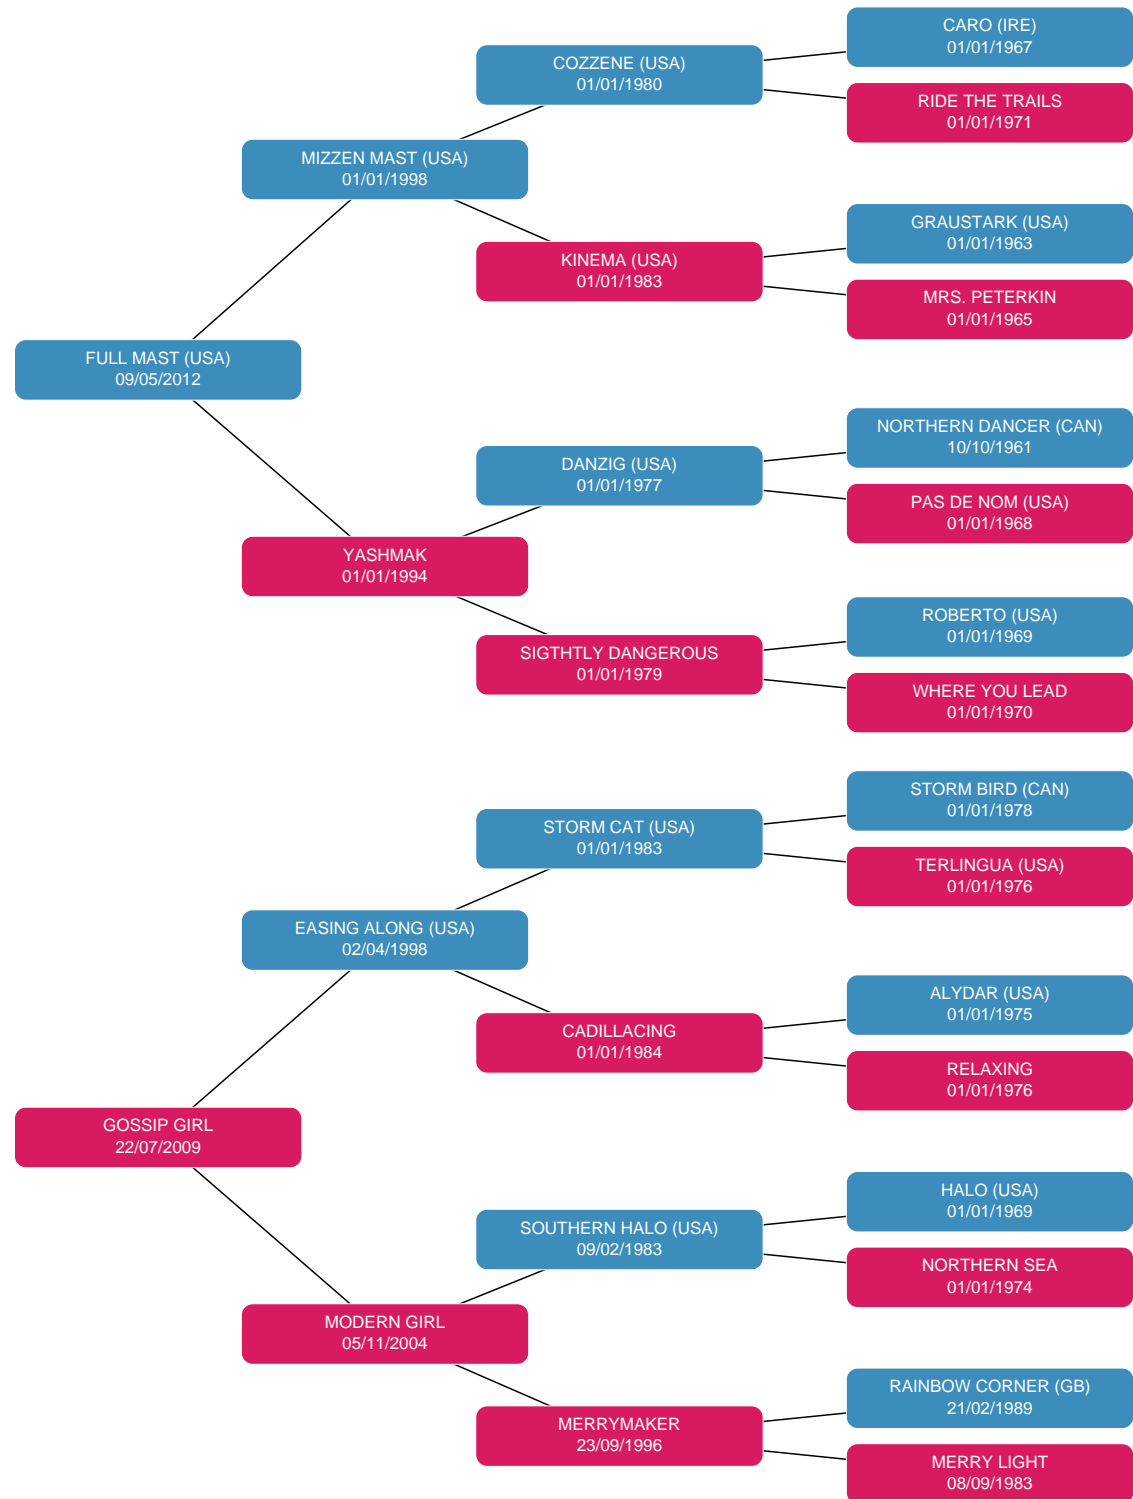 CARO (IRE)
01/01/1967
COZZENE (USA)
01/01/1980
RIDE THE TRAILS
01/01/1971
MIZZEN MAST (USA)
01/01/1998
GRAUSTARK (USA)
01/01/1963
KINEMA (USA)
01/01/1983
MRS. PETERKIN
01/01/1965
FULL MAST (USA)
09/05/2012
NORTHERN DANCER (CAN)
10/10/1961
DANZIG (USA)
01/01/1977
PAS DE NOM (USA)
01/01/1968
YASHMAK
01/01/1994
ROBERTO (USA)
01/01/1969
SIGTHTLY DANGEROUS
01/01/1979
WHERE YOU LEAD
01/01/1970
STORM BIRD (CAN)
01/01/1978
STORM CAT (USA)
01/01/1983
TERLINGUA (USA)
01/01/1976
EASING ALONG (USA)
02/04/1998
ALYDAR (USA)
01/01/1975
CADILLACING
01/01/1984
RELAXING
01/01/1976
GOSSIP GIRL
22/07/2009
HALO (USA)
01/01/1969
SOUTHERN HALO (USA)
09/02/1983
NORTHERN SEA
01/01/1974
MODERN GIRL
05/11/2004
RAINBOW CORNER (GB)
21/02/1989
MERRYMAKER
23/09/1996
MERRY LIGHT
08/09/1983